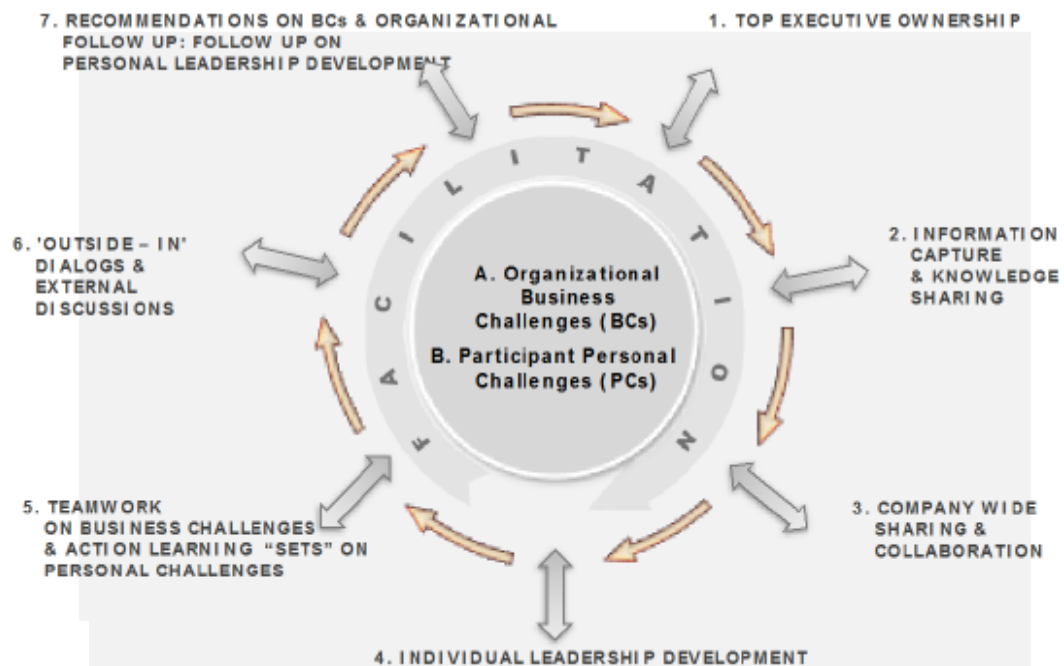 7. RECOMMENDATIONS ON BCs & ORGANIZATIONAL
FOLLOW UP: FOLLOW UP ON
PERSONAL LEADERSHIP DEVELOPMENT
1. TOP EXECUTIVE OWNERSHIP
2. INFORMATION
CAPTURE
& KNOWLEDGE
SHARING
3. COMPANY WIDE
SHARING &
COLLABORATION
4. INDIVIDUAL LEADERSHIP DEVELOPMENT
5. TEAMWORK
ON BUSINESS CHALLENGES
& ACTION LEARNING “SETS” ON
PERSONAL CHALLENGES
6. 'OUTSIDE – IN'
DIALOGS &
EXTERNAL
DISCUSSIONS
FACILITATION
A. Organizational
Business
Challenges (BCs)
B. Participant Personal
Challenges (PCs)